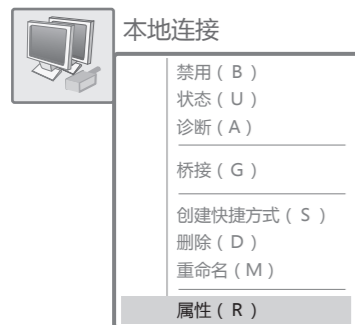 本地连接
禁用(B)
状态(U)
诊断(A)
桥接(G)
创建快捷方式(S)
删除(D)
重命名(M)
属性(R)